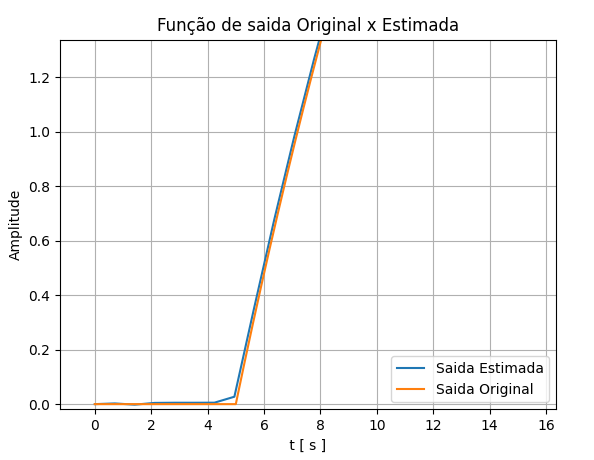 Função de saida Original x Estimada
1.2
1.0
0.8
0.6
0.4
0.2
0.0
Amplitude
Saida Estimada
Saida Original
0 2 4 6 8 10 12 14 16
t [ s ]